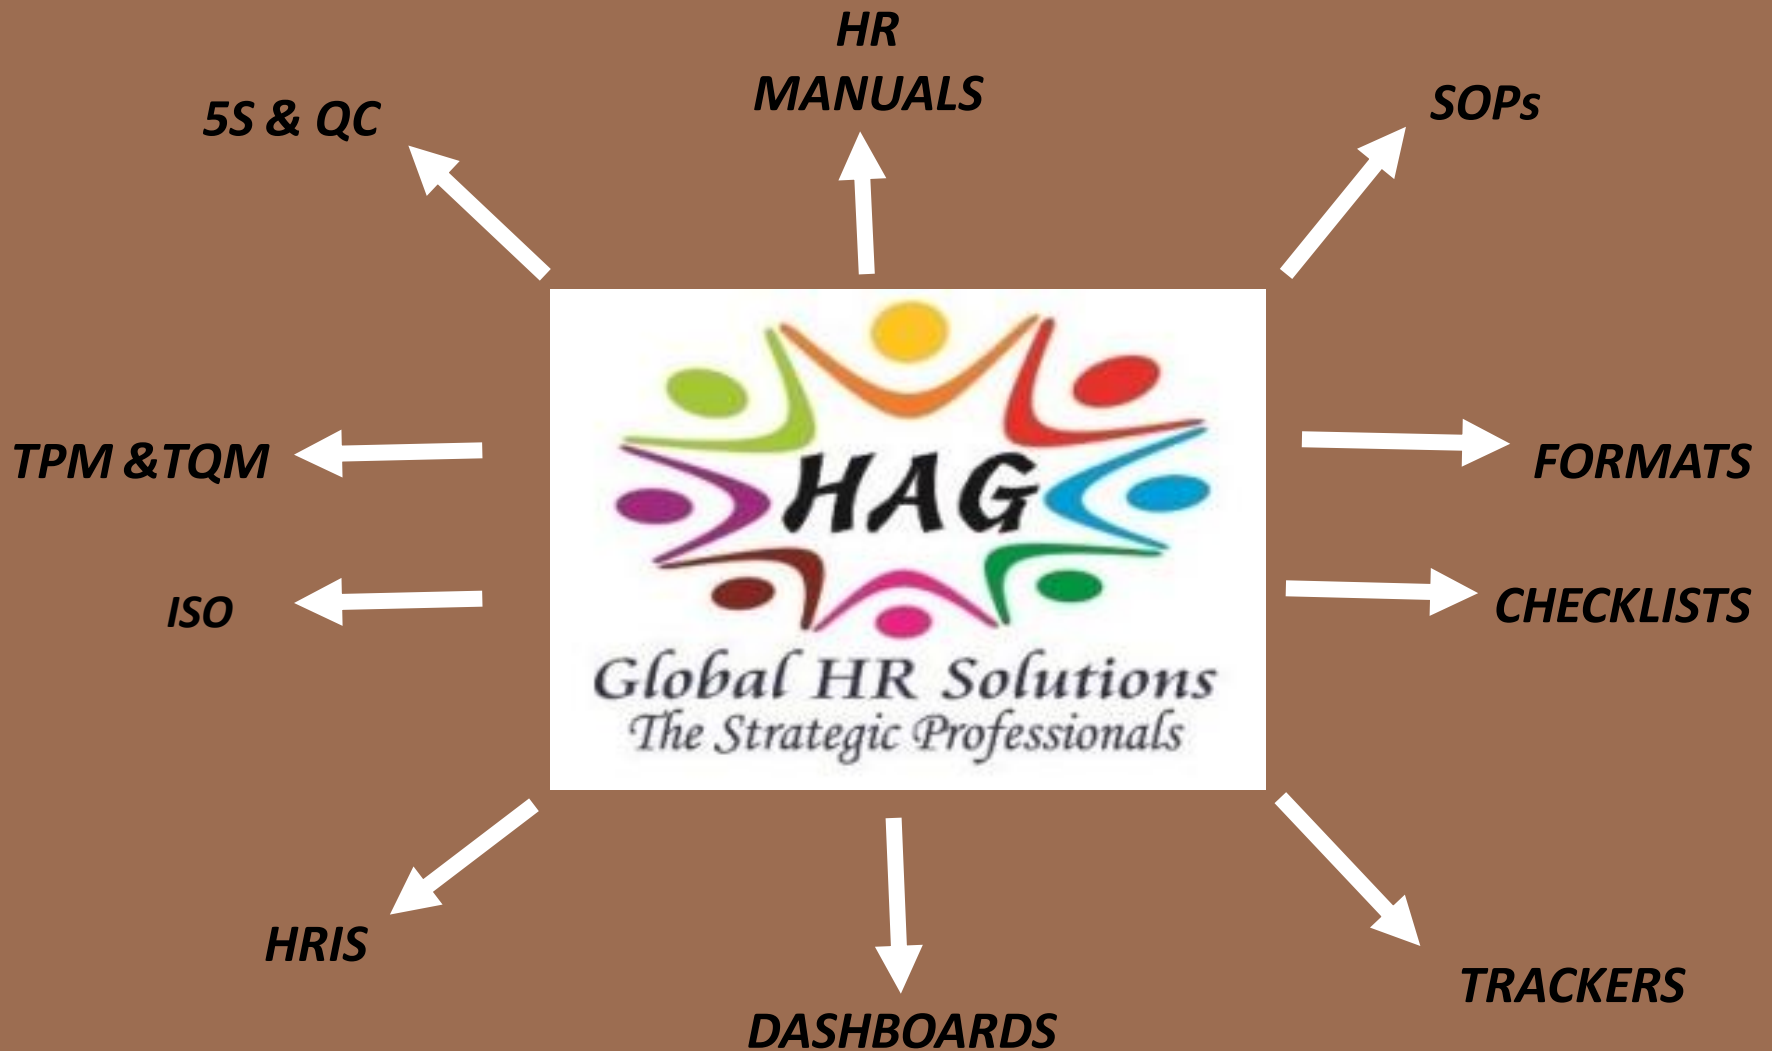 HR
MANUALS
5S & QC
SOPs
TPM &TQM
FORMATS
HAG
ISO
CHECKLISTS
Global HR Solutions
The Strategic Professionals
HRIS
TRACKERS
DASHBOARDS